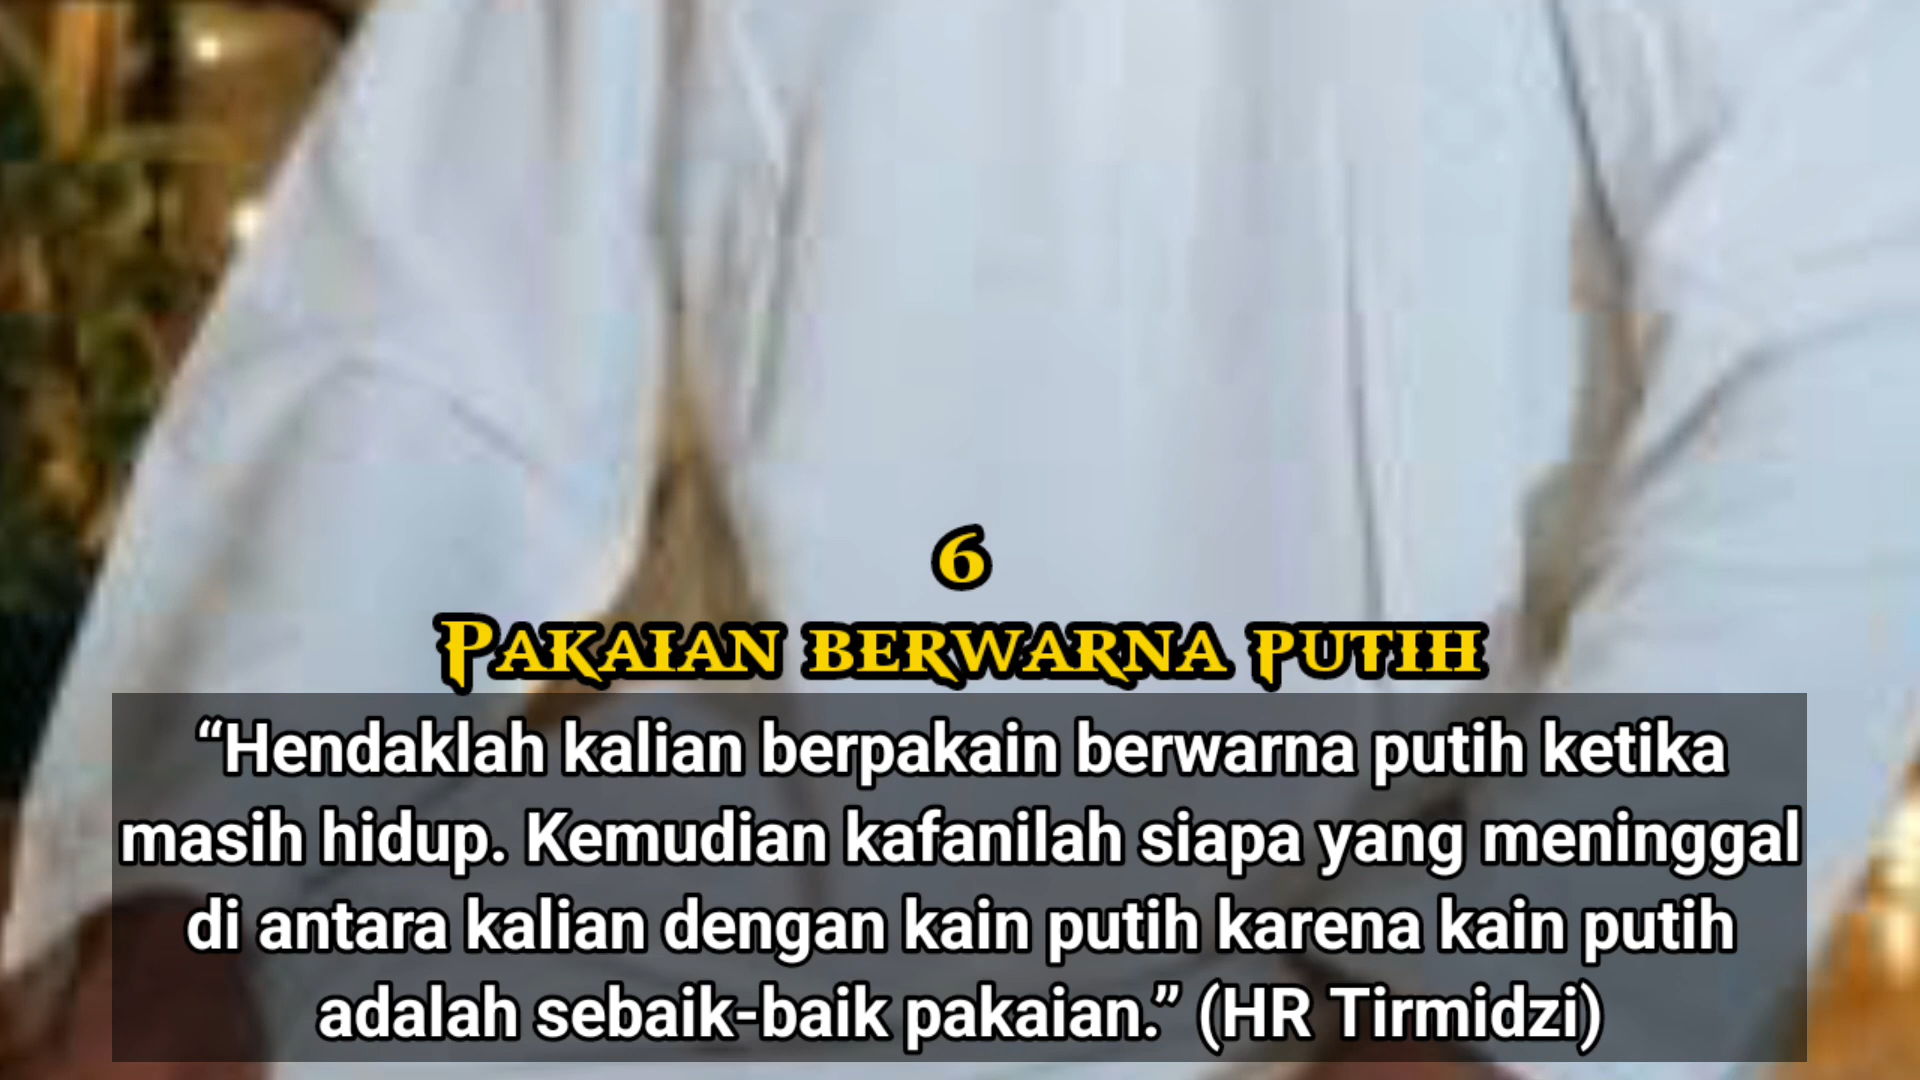 6
Pakaian berwarna putih
“Hendaklah kalian berpakain berwarna putih ketika
masih hidup. Kemudian kafanilah siapa yang meninggal
di antara kalian dengan kain putih karena kain putih
adalah sebaik-baik pakaian.” (HR Tirmidzi)